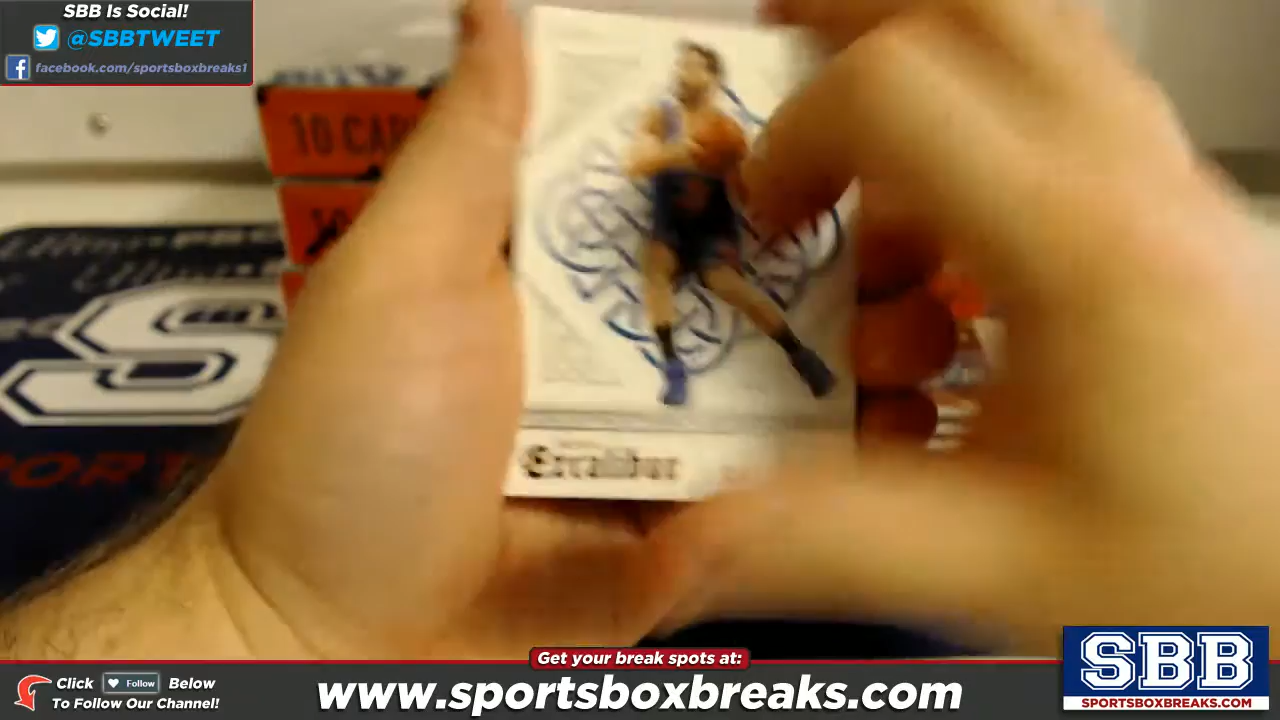 SBB Is Social!
@SBBTWEET
facebook.com/sportsboxbreaks1
10 CAR
10
S
Excalibur
Get your break spots at:
Click Follow Below
To Follow Our Channel!
www.sportsboxbreaks.com
SBB
SPORTSBOXBREAKS.COM